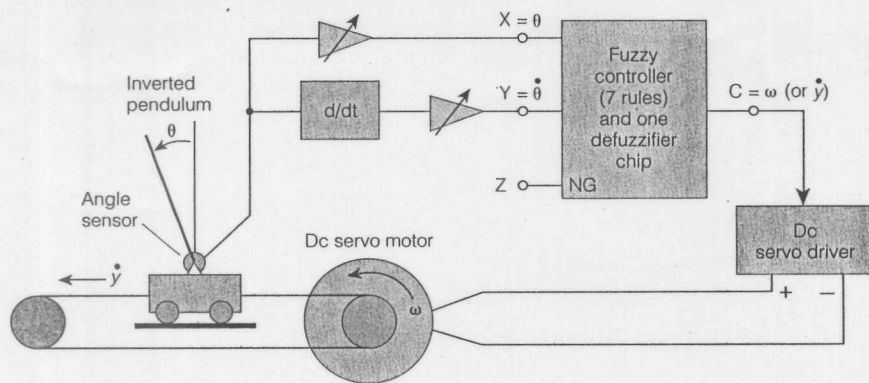 X = θ
Inverted
pendulum
θ
d/dt
Y = θ̇
Fuzzy
controller
(7 rules)
and one
defuzzifier
chip
C = ω (or ẏ)
Z
NG
Angle
sensor
Dc servo motor
Dc
servo driver
ẏ
ω
+ −